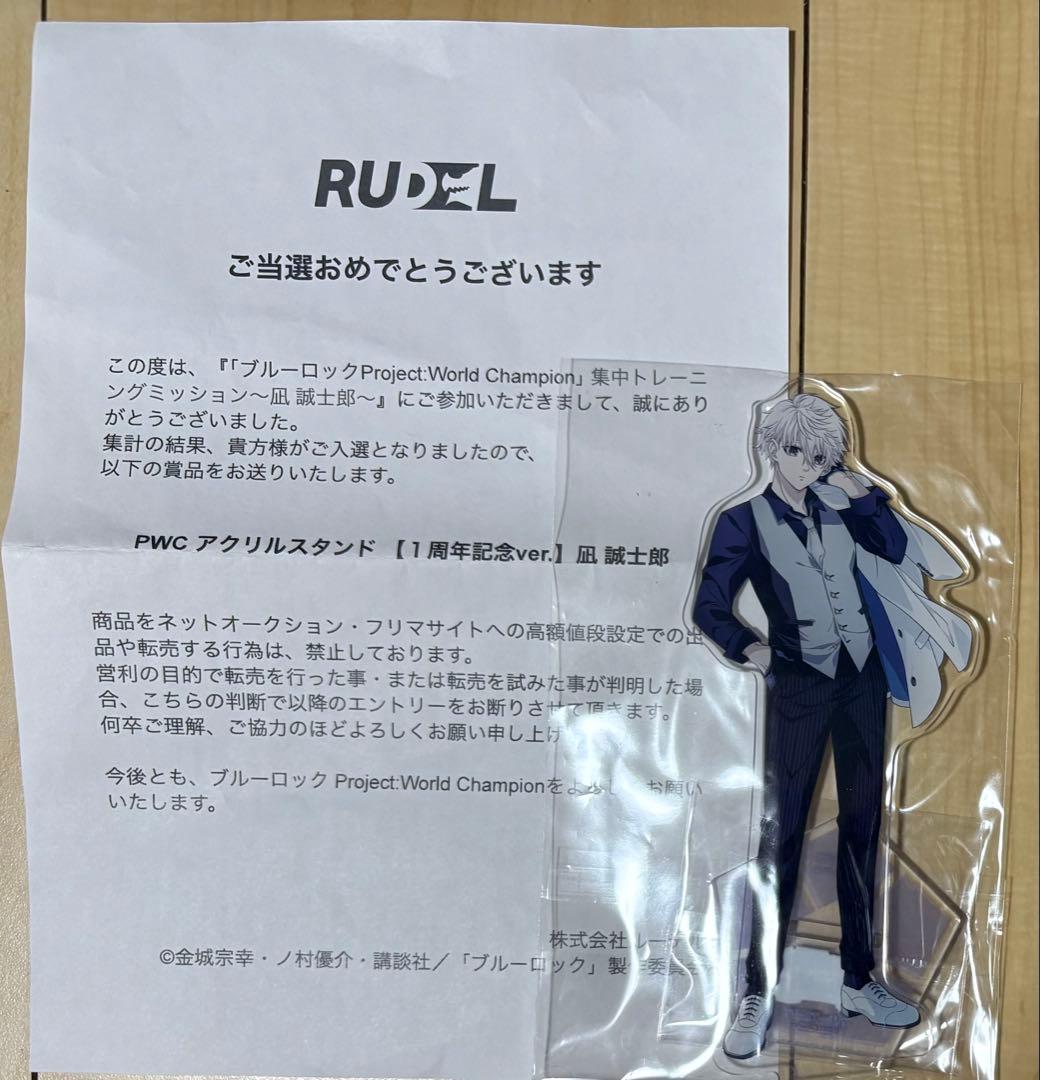 RUDEL
ご当選おめでとうございます
この度は、『「ブルーロックProject:World Champion」集中トレーニ
ングミッション〜凪 誠士郎〜』にご参加いただきまして、誠にあり
がとうございました。
集計の結果、貴方様がご入選となりましたので、
以下の賞品をお送りいたします。
PWC アクリルスタンド 【１周年記念ver.】凪 誠士郎
商品をネットオークション・フリマサイトへの高額値段設定での出
品や転売する行為は、禁止しております。
営利の目的で転売を行った事・または転売を試みた事が判明した場
合、こちらの判断で以降のエントリーをお断りさせて頂きます。
何卒ご理解、ご協力のほどよろしくお願い申し上げ
今後とも、ブルーロック Project:World Championをよろしくお願い
いたします。
株式会社ルーデル
©金城宗幸・ノ村優介・講談社／「ブルーロック」製作委員会